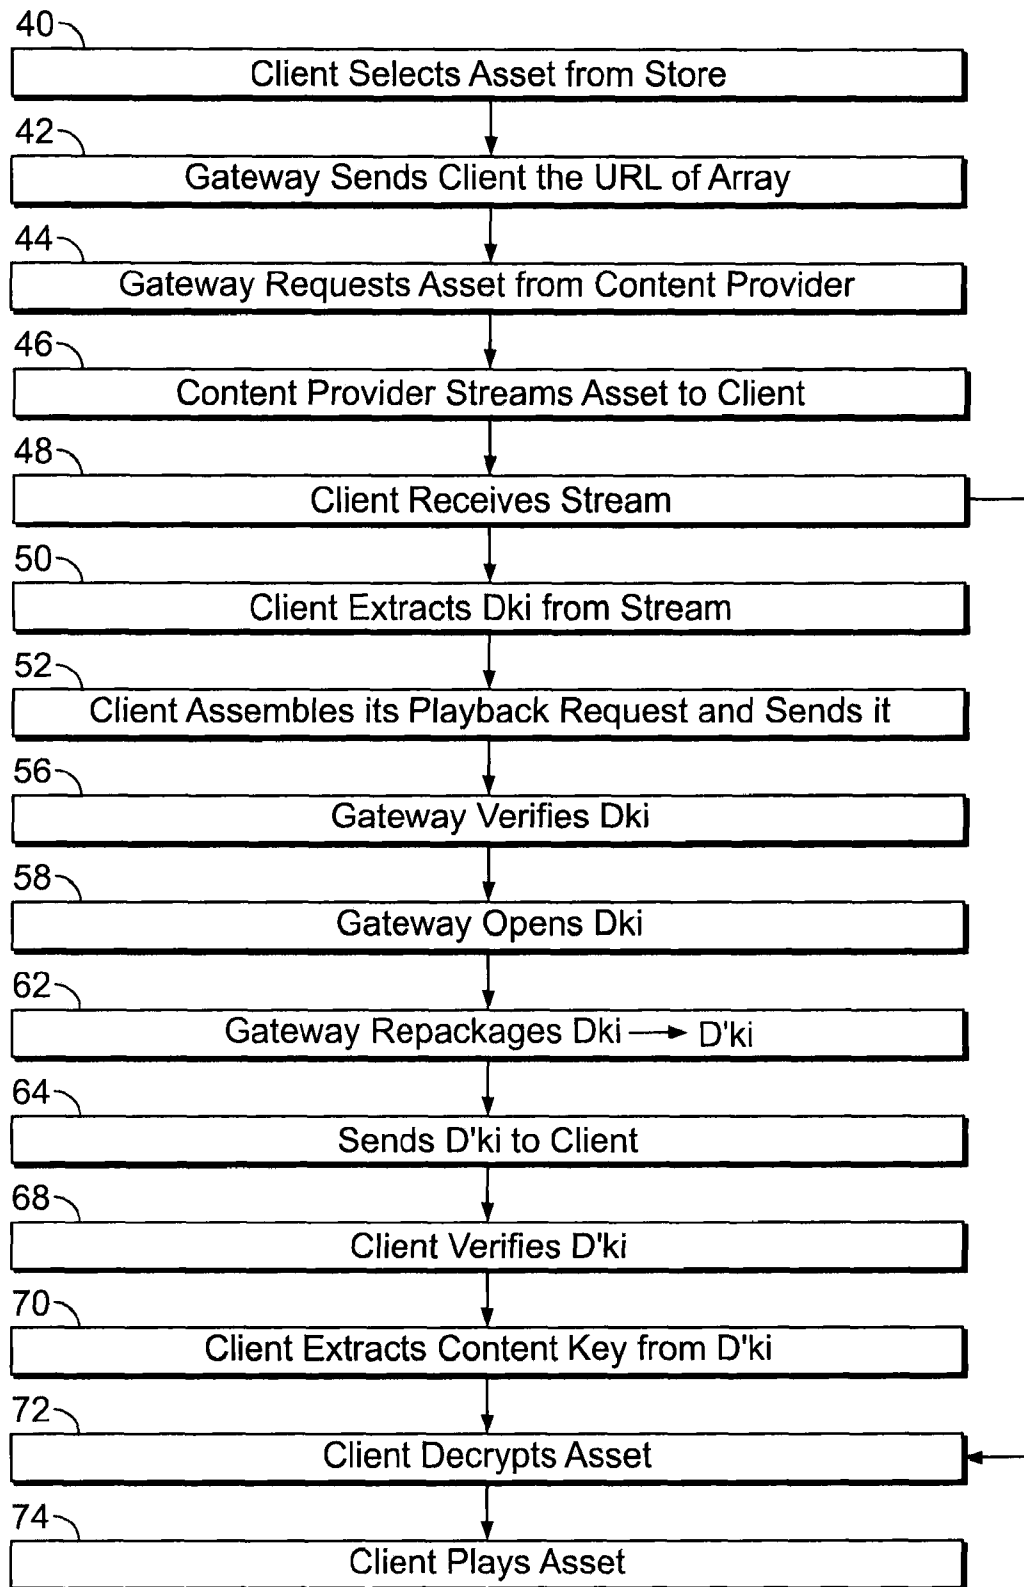 40
Client Selects Asset from Store
42
Gateway Sends Client the URL of Array
44
Gateway Requests Asset from Content Provider
46
Content Provider Streams Asset to Client
48
Client Receives Stream
50
Client Extracts Dki from Stream
52
Client Assembles its Playback Request and Sends it
56
Gateway Verifies Dki
58
Gateway Opens Dki
62
Gateway Repackages Dki → D'ki
64
Sends D'ki to Client
68
Client Verifies D'ki
70
Client Extracts Content Key from D'ki
72
Client Decrypts Asset
74
Client Plays Asset